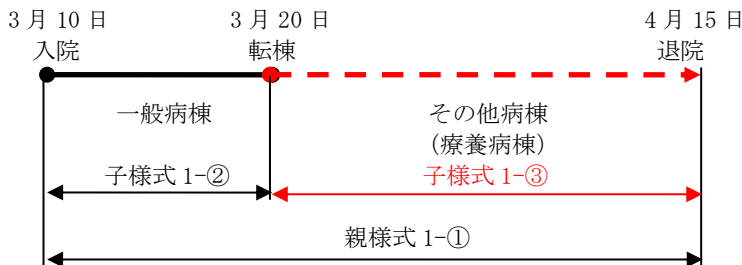 3 月 10 日
3 月 20 日
4 月 15 日
入院
転棟
退院
一般病棟
その他病棟
(療養病棟)
子様式 1-②
子様式 1-③
親様式 1-①